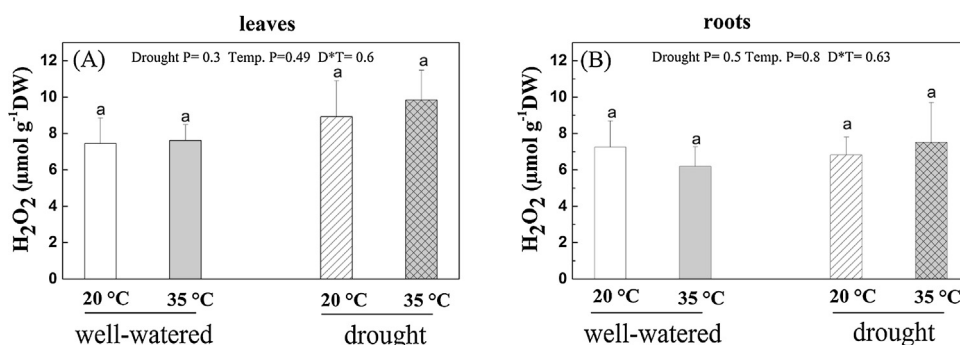 leaves
(A) Drought P= 0.3 Temp. P=0.49 D*T= 0.6
H₂O₂ (µmol g⁻¹DW)
12
10
8
6
4
2
0
a a a a
20 °C 35 °C 20 °C 35 °C
well-watered drought
roots
(B) Drought P= 0.5 Temp. P=0.8 D*T= 0.63
H₂O₂ (µmol g⁻¹DW)
12
10
8
6
4
2
0
a a a a
20 °C 35 °C 20 °C 35 °C
well-watered drought